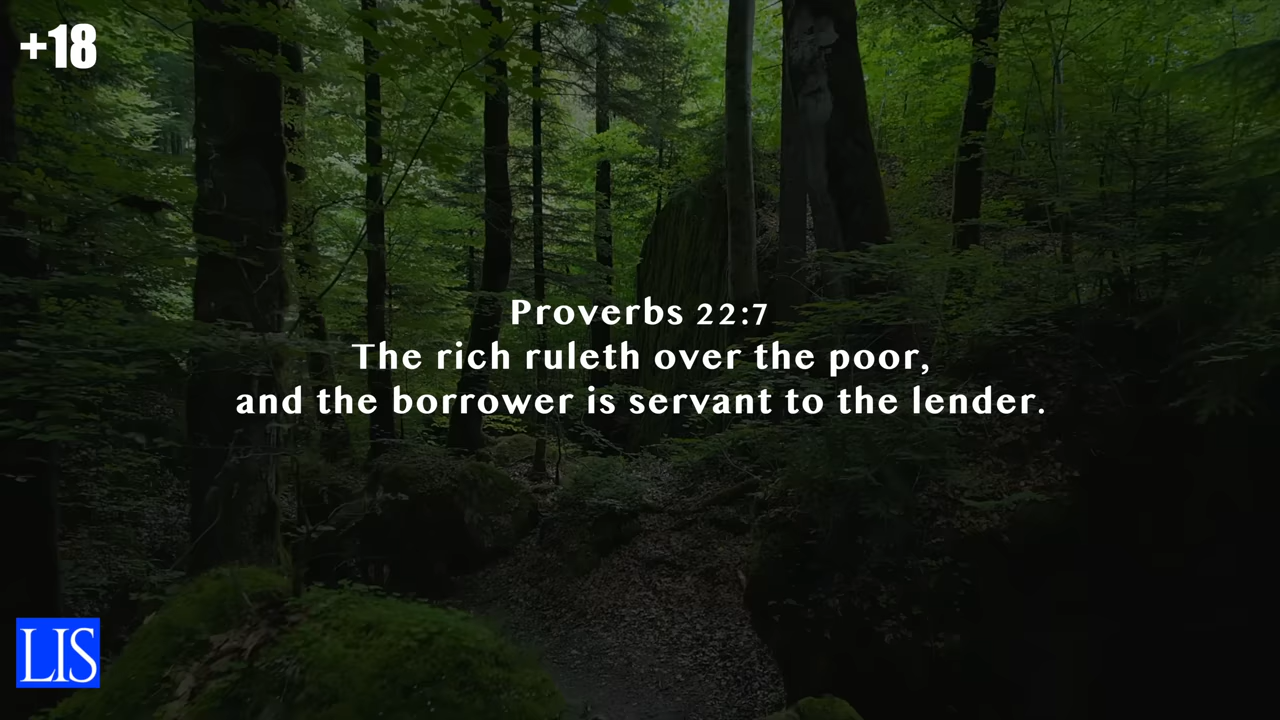 +18
Proverbs 22:7
The rich ruleth over the poor,
and the borrower is servant to the lender.
LIS